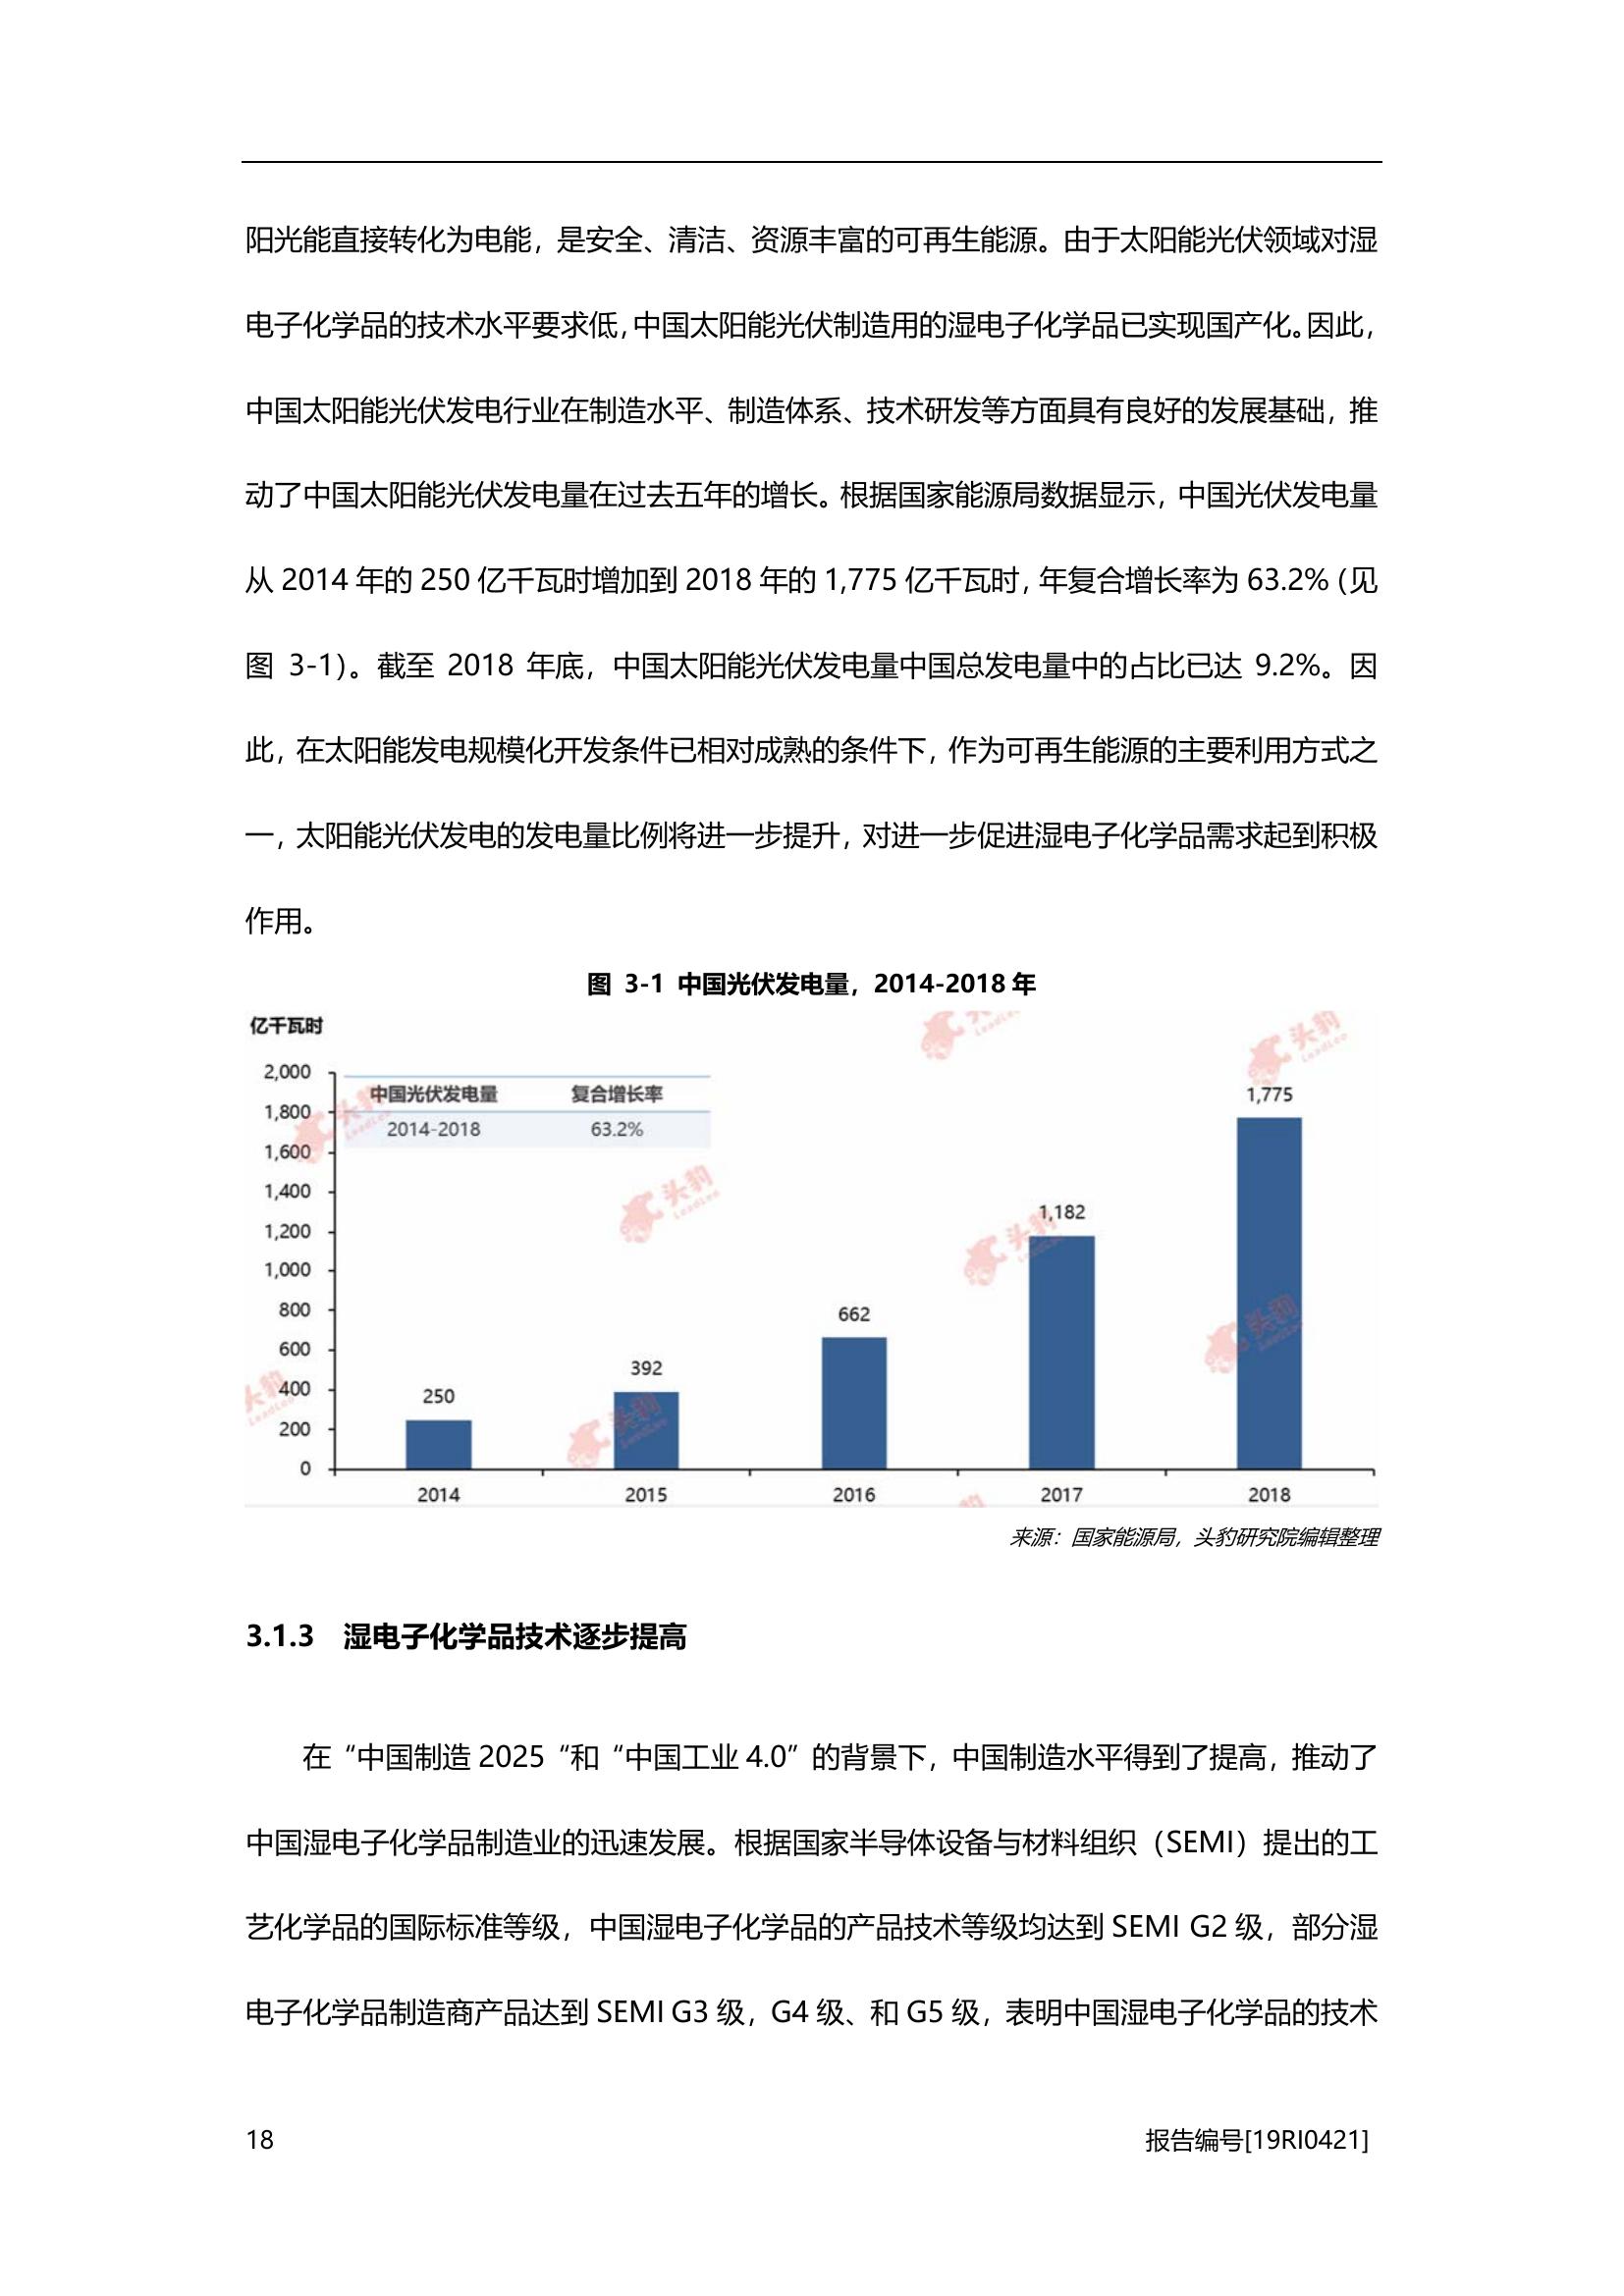 阳光能直接转化为电能，是安全、清洁、资源丰富的可再生能源。由于太阳能光伏领域对湿
电子化学品的技术水平要求低，中国太阳能光伏制造用的湿电子化学品已实现国产化。因此，
中国太阳能光伏发电行业在制造水平、制造体系、技术研发等方面具有良好的发展基础，推
动了中国太阳能光伏发电量在过去五年的增长。根据国家能源局数据显示，中国光伏发电量
从 2014 年的 250 亿千瓦时增加到 2018 年的 1,775 亿千瓦时，年复合增长率为 63.2%（见
图 3-1）。截至 2018 年底，中国太阳能光伏发电量中国总发电量中的占比已达 9.2%。因
此，在太阳能发电规模化开发条件已相对成熟的条件下，作为可再生能源的主要利用方式之
一，太阳能光伏发电的发电量比例将进一步提升，对进一步促进湿电子化学品需求起到积极
作用。
图 3-1 中国光伏发电量，2014-2018 年
亿千瓦时
2,000
1,800
1,600
1,400
1,200
1,000
800
600
400
200
0
中国光伏发电量 复合增长率
2014-2018 63.2%
250
392
662
1,182
1,775
2014 2015 2016 2017 2018
头豹
LeadLeo
来源：国家能源局，头豹研究院编辑整理
3.1.3 湿电子化学品技术逐步提高
在“中国制造 2025“和“中国工业 4.0”的背景下，中国制造水平得到了提高，推动了
中国湿电子化学品制造业的迅速发展。根据国家半导体设备与材料组织（SEMI）提出的工
艺化学品的国际标准等级，中国湿电子化学品的产品技术等级均达到 SEMI G2 级，部分湿
电子化学品制造商产品达到 SEMI G3 级，G4 级、和 G5 级，表明中国湿电子化学品的技术
18
报告编号[19RI0421]